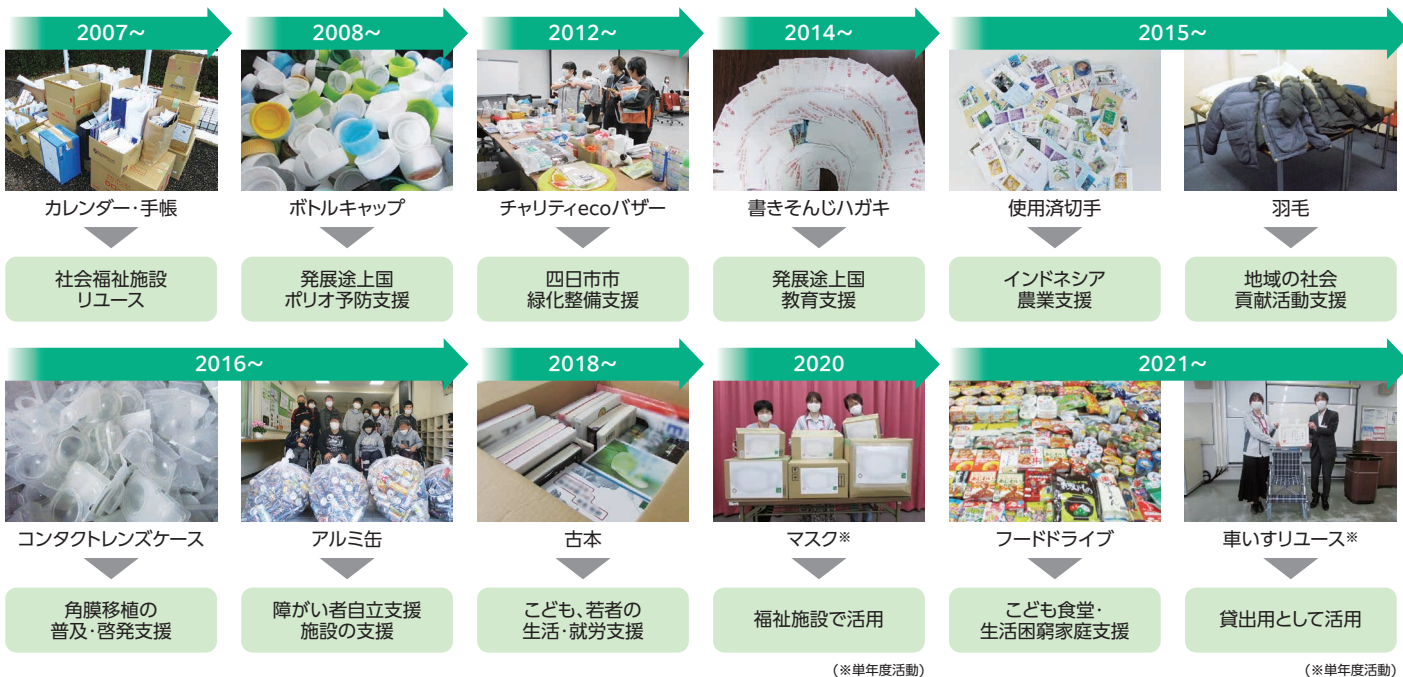 2007~
2008~
2012~
2014~
2015~
カレンダー・手帳
ボトルキャップ
チャリティecoバザー
書きそんじハガキ
使用済切手
羽毛
社会福祉施設
リユース
発展途上国
ポリオ予防支援
四日市市
緑化整備支援
発展途上国
教育支援
インドネシア
農業支援
地域の社会
貢献活動支援
2016~
2018~
2020
2021~
コンタクトレンズケース
アルミ缶
古本
マスク※
フードドライブ
車いすリユース※
角膜移植の
普及・啓発支援
障がい者自立支援
施設の支援
こども、若者の
生活・就労支援
福祉施設で活用
こども食堂・
生活困窮家庭支援
貸出用として活用
(※単年度活動)
(※単年度活動)